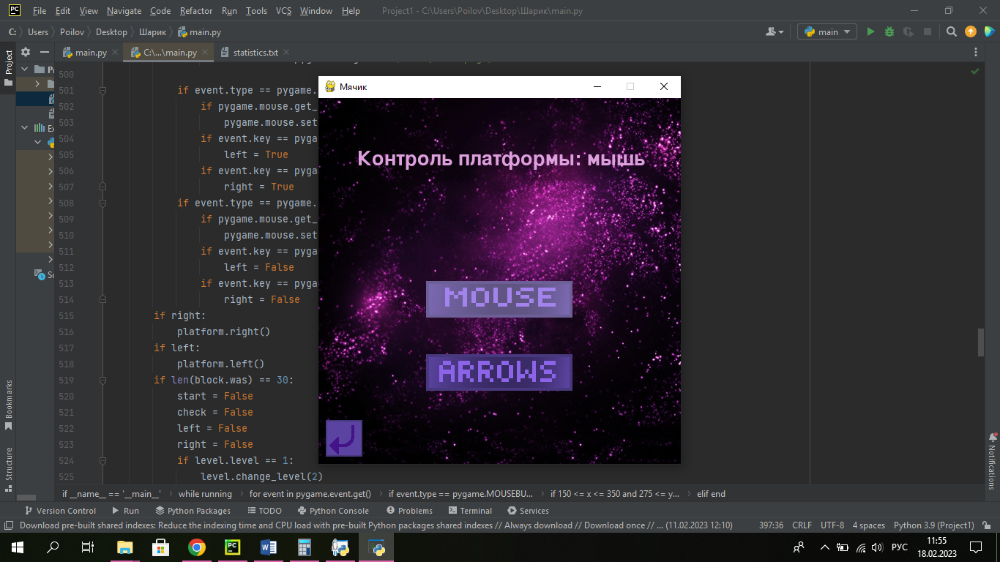 File Edit View Navigate Code Refactor Run Tools VCS Window Help Project1 - C:\Users\Poilov\Desktop\Шарик\main.py
C: Users Poilov Desktop Шарик main.py main
Project
main.py C:\...\main.py statistics.txt
500
501 if event.type == pygame.
502 if pygame.mouse.get_
503 pygame.mouse.set
504 if event.key == pyga
505 left = True
506 if event.key == pyga
507 right = True
508 if event.type == pygame.
509 if pygame.mouse.get_
510 pygame.mouse.set
511 if event.key == pyga
512 left = False
513 if event.key == pyga
514 right = False
515 if right:
516 platform.right()
517 if left:
518 platform.left()
519 if len(block.was) == 30:
520 start = False
521 check = False
522 left = False
523 right = False
524 if level.level == 1:
525 level.change_level(2)
Мячик
Контроль платформы: мышь
MOUSE
ARROWS
Bookmarks
Structure
Notifications
if __name__ == '__main__' while running for event in pygame.event.get() if event.type == pygame.MOUSEBU... if 150 <= x <= 350 and 275 <= y... elif end
Version Control Run Python Packages TODO Python Console Problems Terminal Services
Download pre-built shared indexes: Reduce the indexing time and CPU load with pre-built Python packages shared indexes // Always download // Download once // ... (11.02.2023 12:10) 397:36 CRLF UTF-8 4 spaces Python 3.9 (Project1)
РУС 11:55
18.02.2023